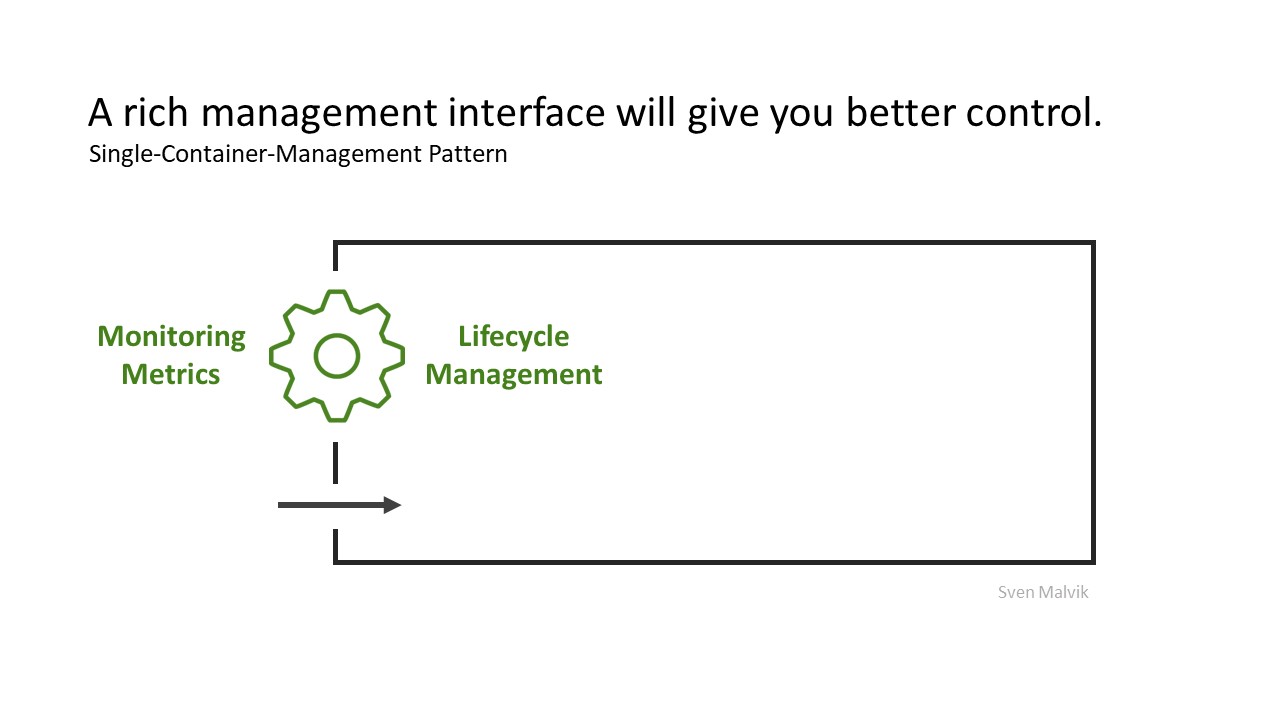 A rich management interface will give you better control.
Single-Container-Management Pattern
Monitoring
Metrics
Lifecycle
Management
Sven Malvik